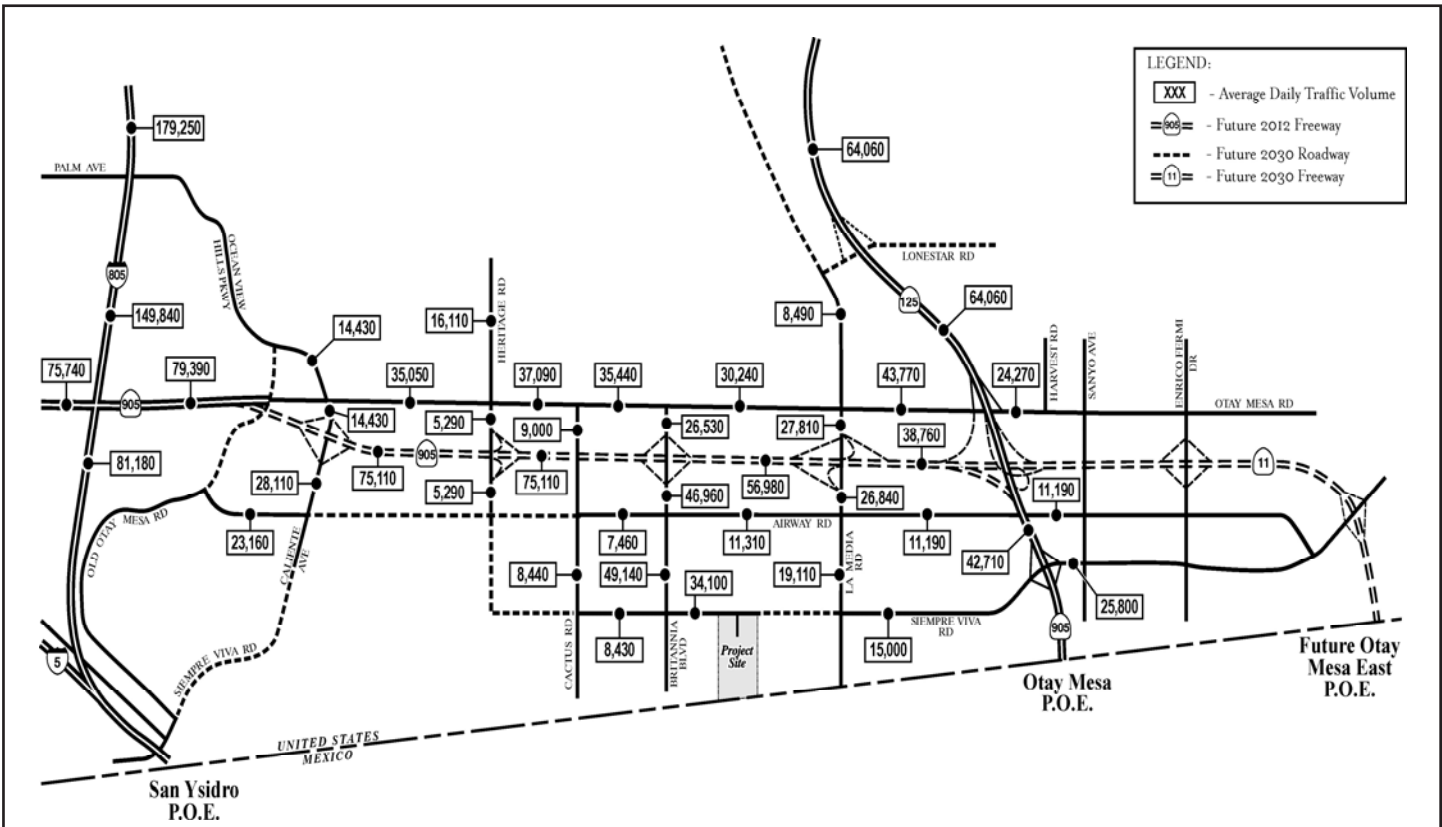 LEGEND:
XXX - Average Daily Traffic Volume
905 - Future 2012 Freeway
- Future 2030 Roadway
11 - Future 2030 Freeway
179,250
PALM AVE
OCEAN VIEW
HILLS PKWY
805
149,840
75,740
905
79,390
14,430
14,430
35,050
HERITAGE RD
16,110
5,290
37,090
35,440
30,240
8,490
64,060
LONESTAR RD
125
64,060
43,770
24,270
HARVEST RD
SANYO AVE
ENRICO FERMI
DR
OTAY MESA RD
9,000
26,530
27,810
38,760
81,180
28,110
75,110
905
5,290
75,110
46,960
56,980
26,840
11,190
11
OLD OTAY MESA RD
23,160
CALIENTE
AVE
7,460
11,310
AIRWAY RD
11,190
42,710
8,440
49,140
34,100
19,110
LA MEDIA
RD
25,800
SIEMPRE VIVA RD
5
CACTUS RD
8,430
BRITANNIA
BLVD
Project
Site
15,000
SIEMPRE VIVA
RD
905
UNITED STATES
MEXICO
San Ysidro
P.O.E.
Otay Mesa
P.O.E.
Future Otay
Mesa East
P.O.E.